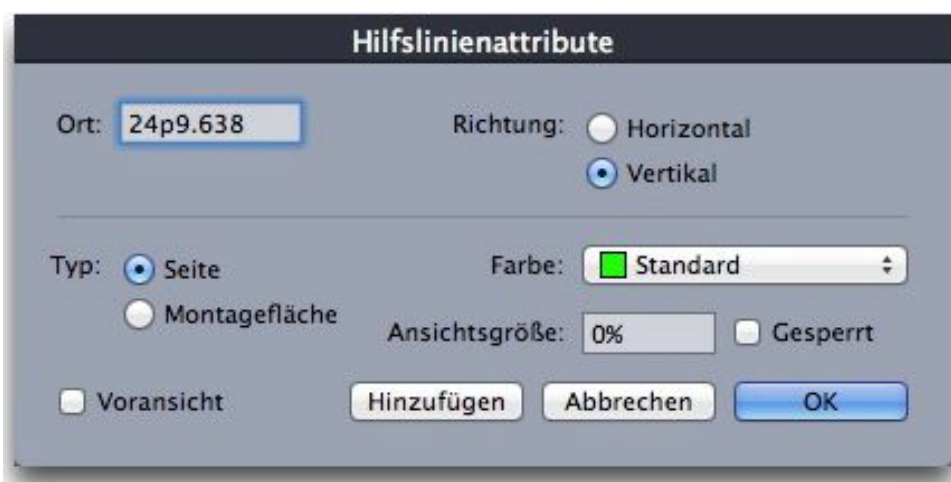 Hilfslinienattribute
Ort: 24p9.638
Richtung: Horizontal
Vertikal
Typ: Seite
Montagefläche
Farbe: Standard
Ansichtsgröße: 0% Gesperrt
Voransicht Hinzufügen Abbrechen OK